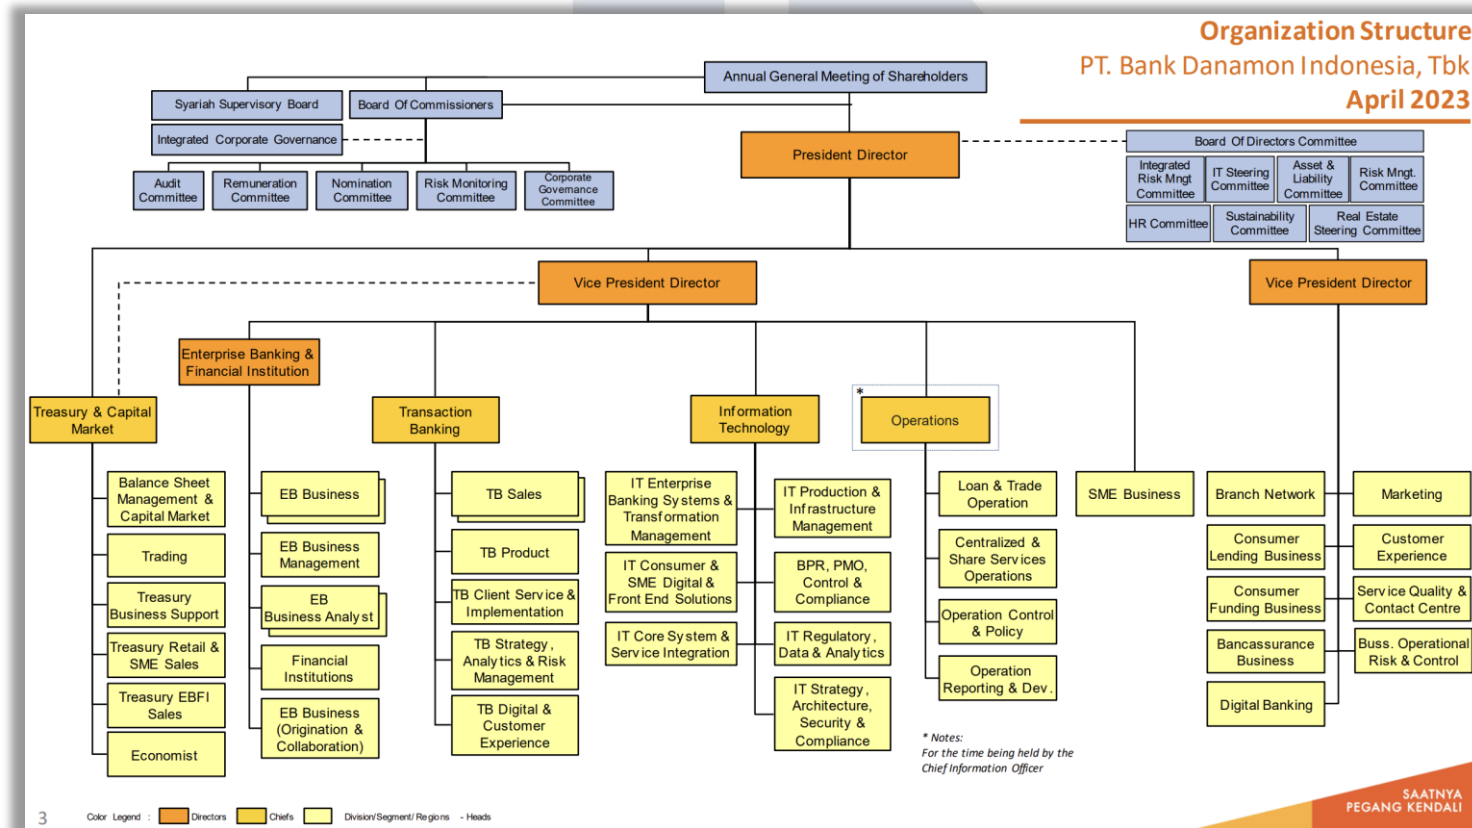 Organization Structure
PT. Bank Danamon Indonesia, Tbk
April 2023
Annual General Meeting of Shareholders
Syariah Supervisory Board
Board Of Commissioners
Integrated Corporate Governance
President Director
Board Of Directors Committee
Audit
Committee
Remuneration
Committee
Nomination
Committee
Risk Monitoring
Committee
Corporate
Governance
Committee
Integrated
Risk Mngt
Committee
IT Steering
Committee
Asset &
Liability
Committee
Risk Mngt.
Committee
HR Committee
Sustainability
Committee
Real Estate
Steering Committee
Vice President Director
Vice President Director
Enterprise Banking &
Financial Institution
Treasury & Capital
Market
Transaction
Banking
Information
Technology
*
Operations
Balance Sheet
Management &
Capital Market
Trading
Treasury
Business Support
Treasury Retail &
SME Sales
Treasury EBFI
Sales
Economist
EB Business
EB Business
Management
EB
Business Analyst
Financial
Institutions
EB Business
(Origination &
Collaboration)
TB Sales
TB Product
TB Client Service &
Implementation
TB Strategy,
Analytics & Risk
Management
TB Digital &
Customer
Experience
IT Enterprise
Banking Systems &
Transformation
Management
IT Consumer &
SME Digital &
Front End Solutions
IT Core System &
Service Integration
IT Production &
Infrastructure
Management
BPR, PMO,
Control &
Compliance
IT Regulatory,
Data & Analytics
IT Strategy,
Architecture,
Security &
Compliance
Loan & Trade
Operation
Centralized &
Share Services
Operations
Operation Control
& Policy
Operation
Reporting & Dev.
SME Business
Branch Network
Consumer
Lending Business
Consumer
Funding Business
Bancassurance
Business
Digital Banking
Marketing
Customer
Experience
Service Quality &
Contact Centre
Buss. Operational
Risk & Control
* Notes:
For the time being held by the
Chief Information Officer
3
Color Legend :
Directors
Chiefs
Division/Segment/ Regions - Heads
SAATNYA
PEGANG KENDALI